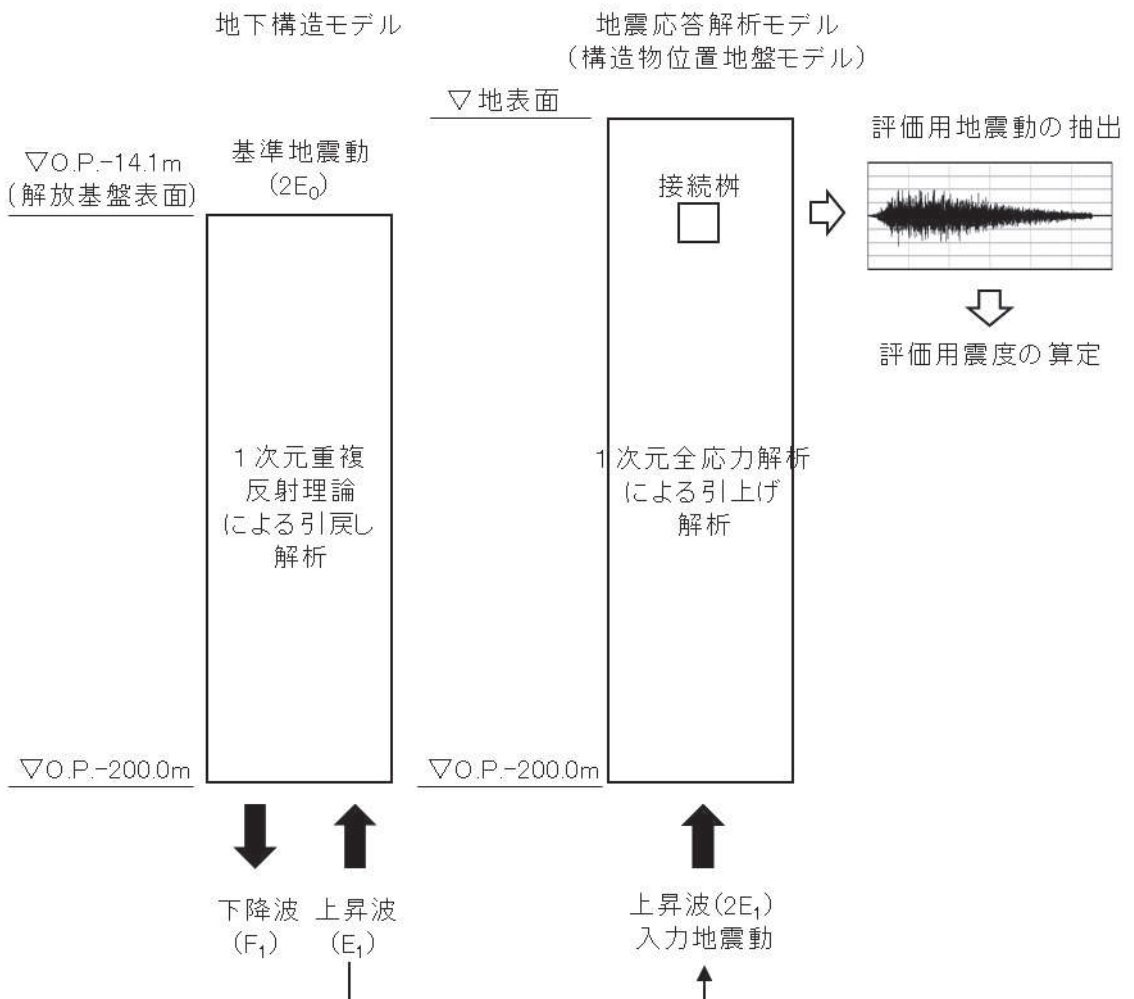 地下構造モデル
地震応答解析モデル
(構造物位置地盤モデル)
▽地表面
評価用地震動の抽出
▽O.P.-14.1m
(解放基盤表面)
基準地震動
(2E₀)
接続桝
評価用震度の算定
1次元重複
反射理論
による引戻し
解析
1次元全応力解析
による引上げ
解析
▽O.P.-200.0m
▽O.P.-200.0m
下降波
(F₁)
上昇波
(E₁)
上昇波(2E₁)
入力地震動